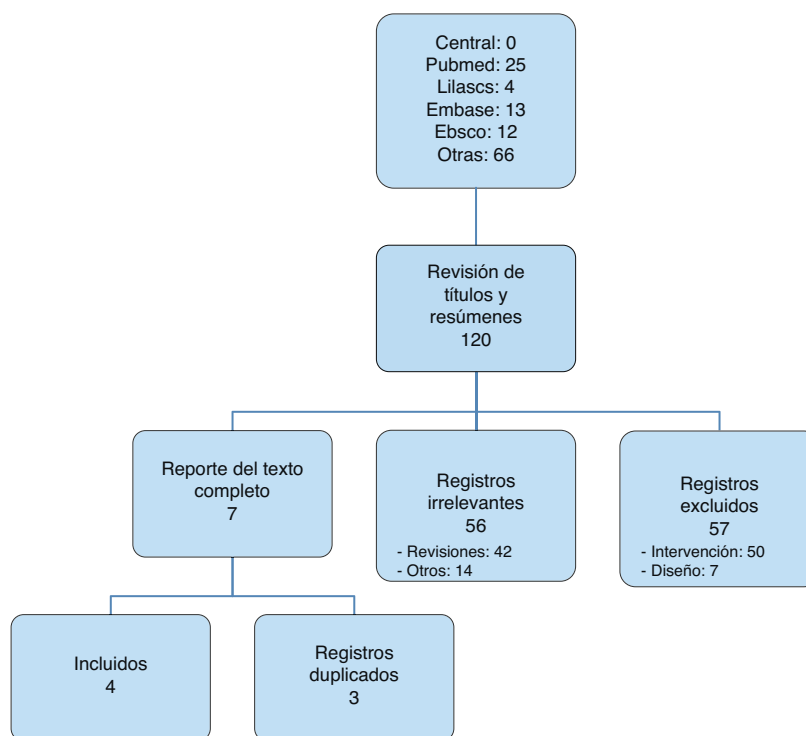 Central: 0
Pubmed: 25
Lilascs: 4
Embase: 13
Ebsco: 12
Otras: 66
Revisión de
títulos y
resúmenes
120
Reporte del texto
completo
7
Registros
irrelevantes
56
- Revisiones: 42
- Otros: 14
Registros
excluidos
57
- Intervención: 50
- Diseño: 7
Incluidos
4
Registros
duplicados
3